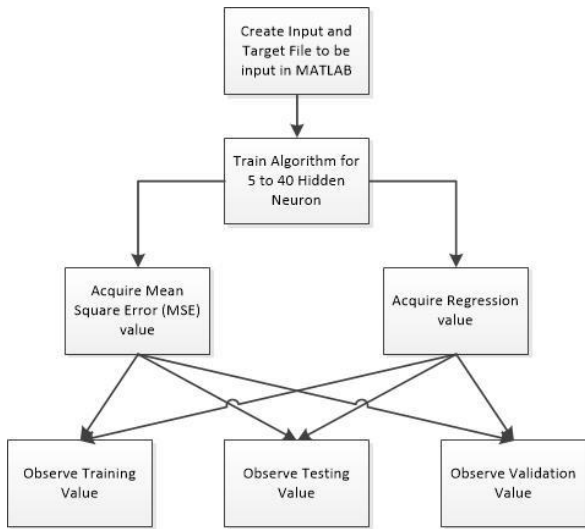 Create Input and
Target File to be
input in MATLAB
Train Algorithm for
5 to 40 Hidden
Neuron
Acquire Mean
Square Error (MSE)
value
Acquire Regression
value
Observe Training
Value
Observe Testing
Value
Observe Validation
Value